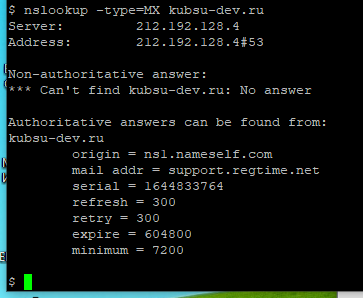 $ nslookup -type=MX kubsu-dev.ru
Server:         212.192.128.4
Address:        212.192.128.4#53
Non-authoritative answer:
*** Can't find kubsu-dev.ru: No answer
Authoritative answers can be found from:
kubsu-dev.ru
        origin = ns1.nameself.com
        mail addr = support.regtime.net
        serial = 1644833764
        refresh = 300
        retry = 300
        expire = 604800
        minimum = 7200
$